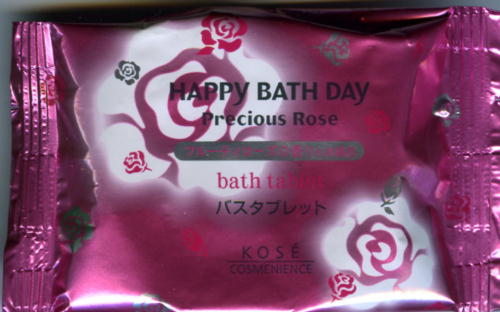 HAPPY BATH DAY
Precious Rose
bath tablet
バスタブレット
KOSÉ
COSMENIENCE